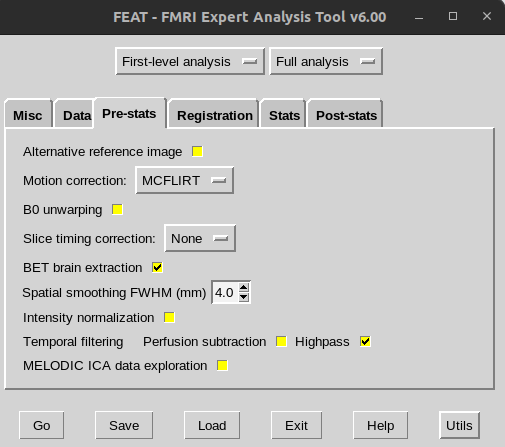 FEAT - FMRI Expert Analysis Tool v6.00
First-level analysis Full analysis
Misc Data Pre-stats Registration Stats Post-stats
Alternative reference image
Motion correction: MCFLIRT
B0 unwarping
Slice timing correction: None
BET brain extraction
Spatial smoothing FWHM (mm) 4.0
Intensity normalization
Temporal filtering Perfusion subtraction Highpass
MELODIC ICA data exploration
Go Save Load Exit Help Utils